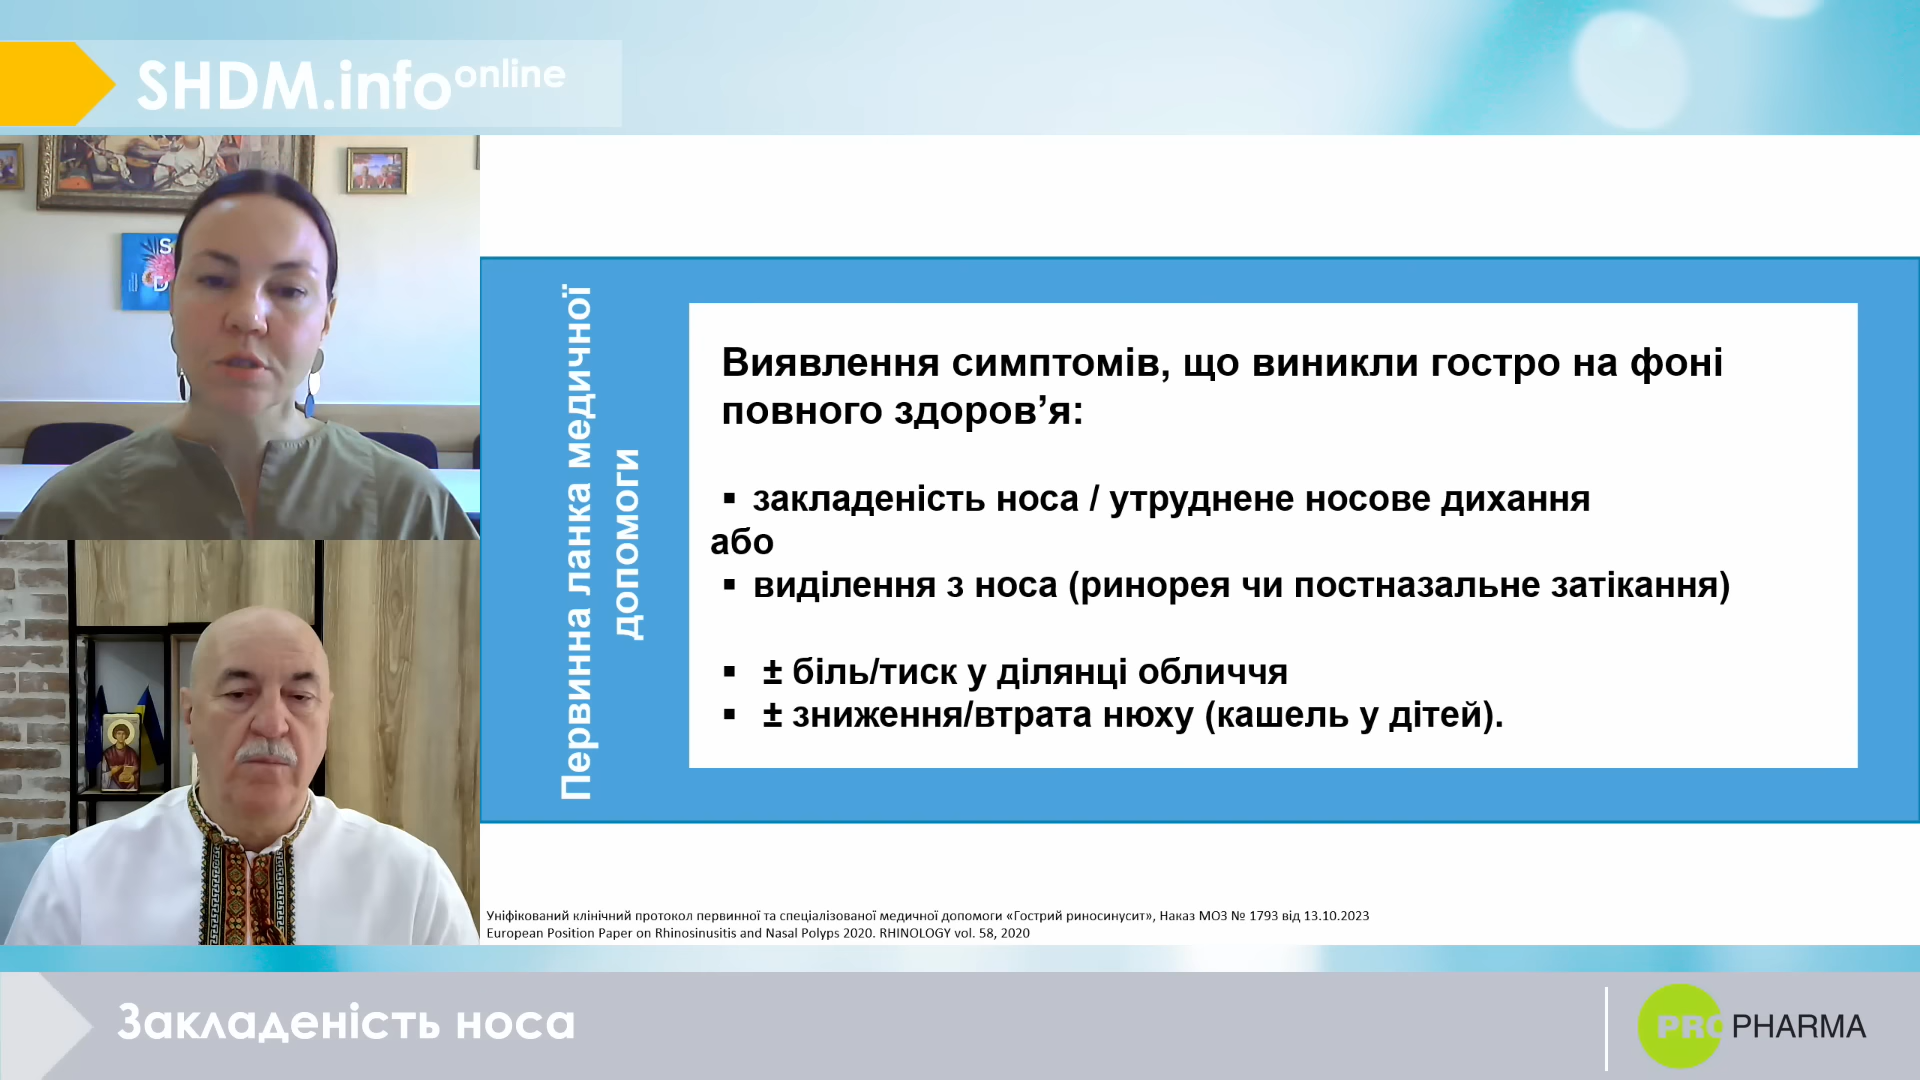 SHDM.info online
S
D
Первинна ланка медичної
допомоги
Виявлення симптомів, що виникли гостро на фоні
повного здоров’я:
▪ закладеність носа / утруднене носове дихання
або
▪ виділення з носа (ринорея чи постназальне затікання)
▪ ± біль/тиск у ділянці обличчя
▪ ± зниження/втрата нюху (кашель у дітей).
Уніфікований клінічний протокол первинної та спеціалізованої медичної допомоги «Гострий риносинусит», Наказ МОЗ № 1793 від 13.10.2023
European Position Paper on Rhinosinusitis and Nasal Polyps 2020. RHINOLOGY vol. 58, 2020
Закладеність носа
PRO PHARMA